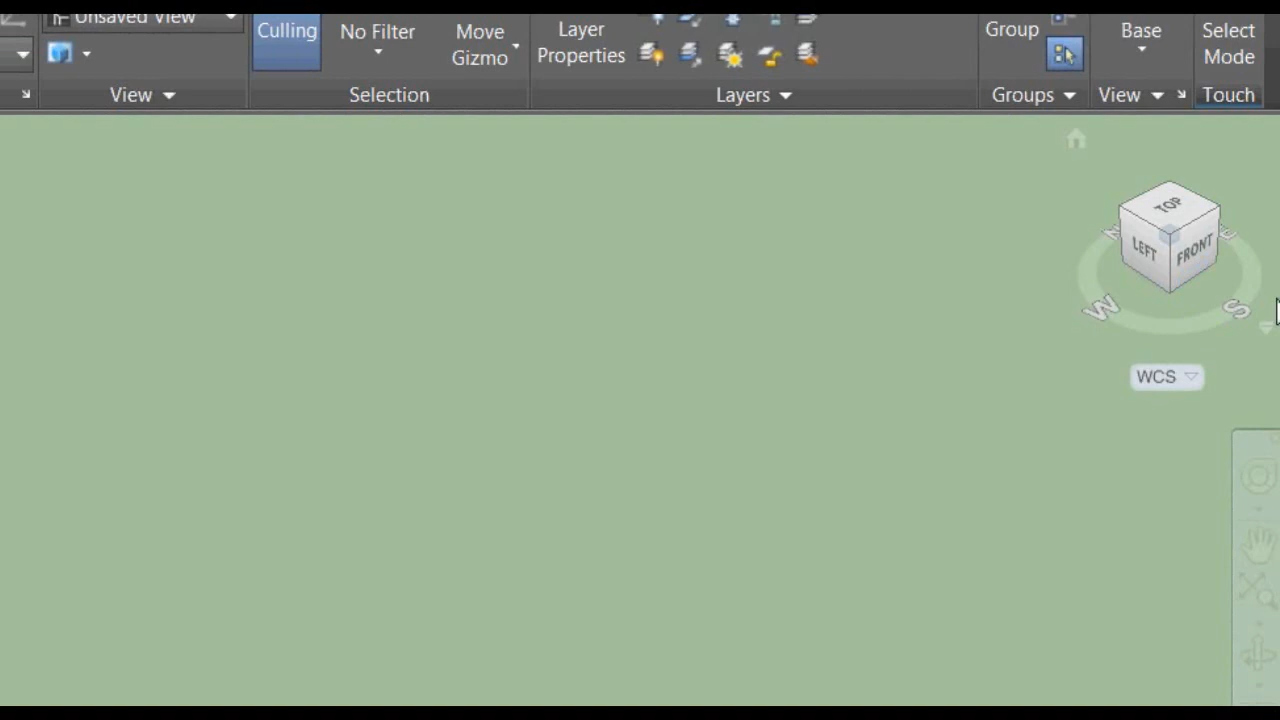 Unsaved View
Culling
No Filter
Move
Gizmo
Layer
Properties
Group
Base
Select
Mode
View
Selection
Layers
Groups
View
Touch
TOP
LEFT
FRONT
N
E
W
S
WCS